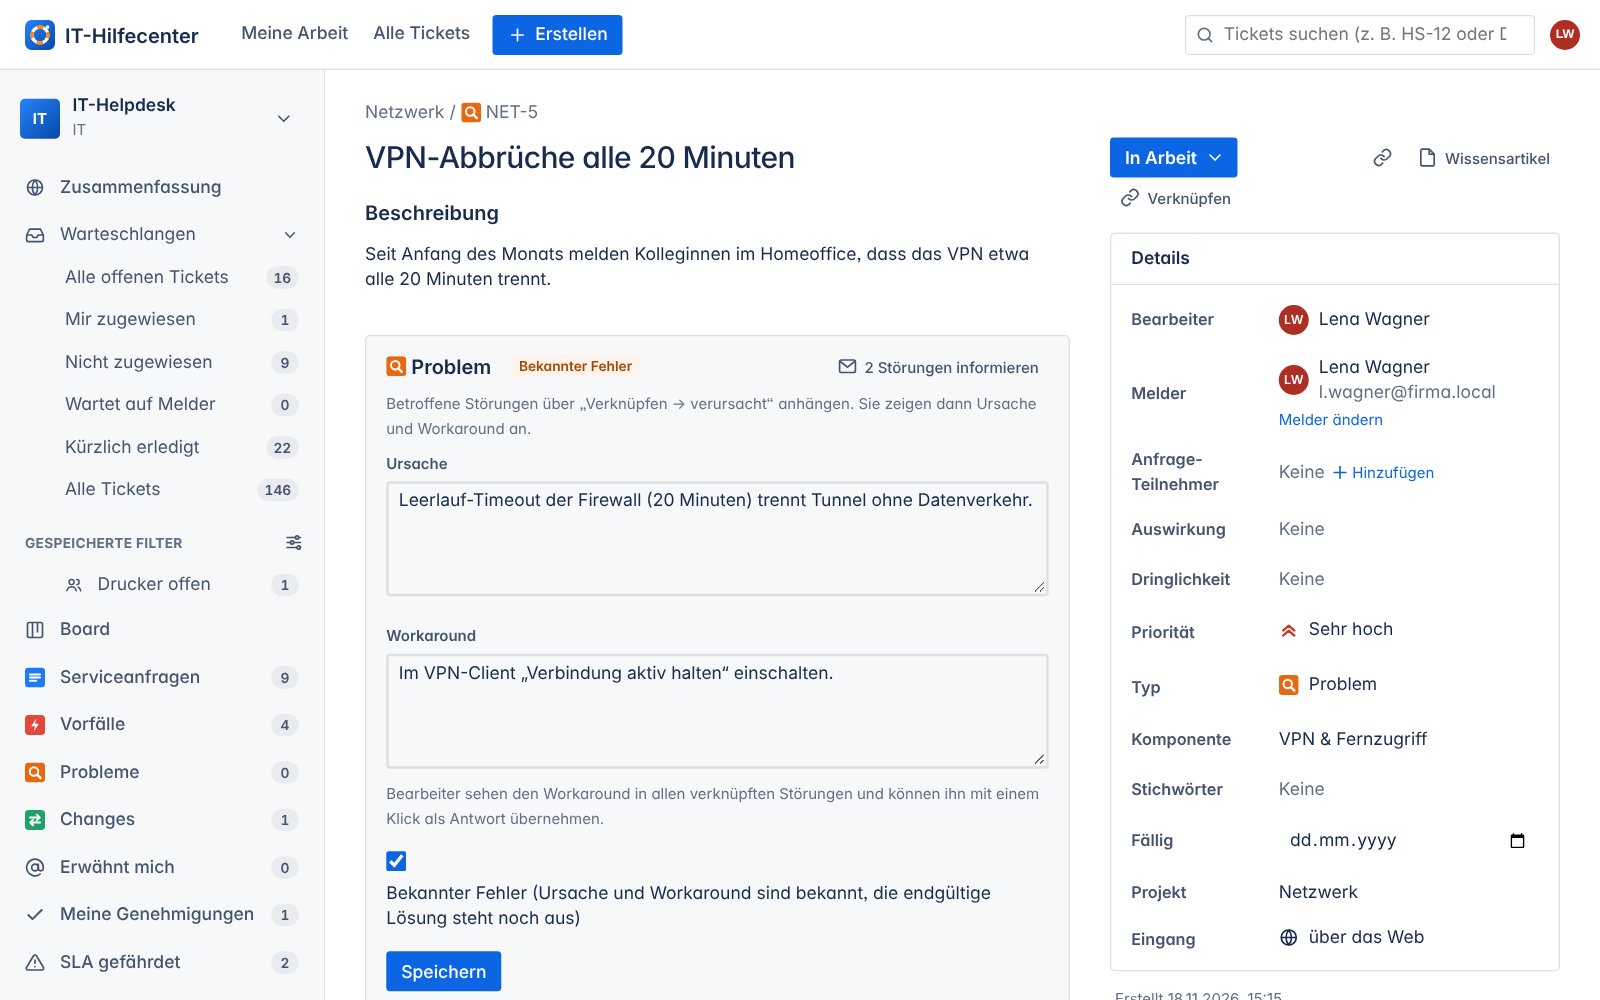 IT-Hilfecenter
Meine Arbeit
Alle Tickets
Erstellen
Tickets suchen (z. B. HS-12 oder D
LW
IT
IT-Helpdesk
IT
Zusammenfassung
Warteschlangen
Alle offenen Tickets 16
Mir zugewiesen 1
Nicht zugewiesen 9
Wartet auf Melder 0
Kürzlich erledigt 22
Alle Tickets 146
GESPEICHERTE FILTER
Drucker offen 1
Board
Serviceanfragen 9
Vorfälle 4
Probleme 0
Changes 1
Erwähnt mich 0
Meine Genehmigungen 1
SLA gefährdet 2
Netzwerk / NET-5
VPN-Abbrüche alle 20 Minuten
Beschreibung
Seit Anfang des Monats melden Kolleginnen im Homeoffice, dass das VPN etwa
alle 20 Minuten trennt.
Problem
Bekannter Fehler
2 Störungen informieren
Betroffene Störungen über „Verknüpfen → verursacht“ anhängen. Sie zeigen dann Ursache
und Workaround an.
Ursache
Leerlauf-Timeout der Firewall (20 Minuten) trennt Tunnel ohne Datenverkehr.
Workaround
Im VPN-Client „Verbindung aktiv halten“ einschalten.
Bearbeiter sehen den Workaround in allen verknüpften Störungen und können ihn mit einem
Klick als Antwort übernehmen.
Bekannter Fehler (Ursache und Workaround sind bekannt, die endgültige
Lösung steht noch aus)
Speichern
In Arbeit
Wissensartikel
Verknüpfen
Details
Bearbeiter LW Lena Wagner
Melder LW Lena Wagner
l.wagner@firma.local
Melder ändern
Anfrage-
Teilnehmer
Keine + Hinzufügen
Auswirkung Keine
Dringlichkeit Keine
Priorität Sehr hoch
Typ Problem
Komponente VPN & Fernzugriff
Stichwörter Keine
Fällig dd.mm.yyyy
Projekt Netzwerk
Eingang über das Web
Erstellt 18.11.2026, 15:15